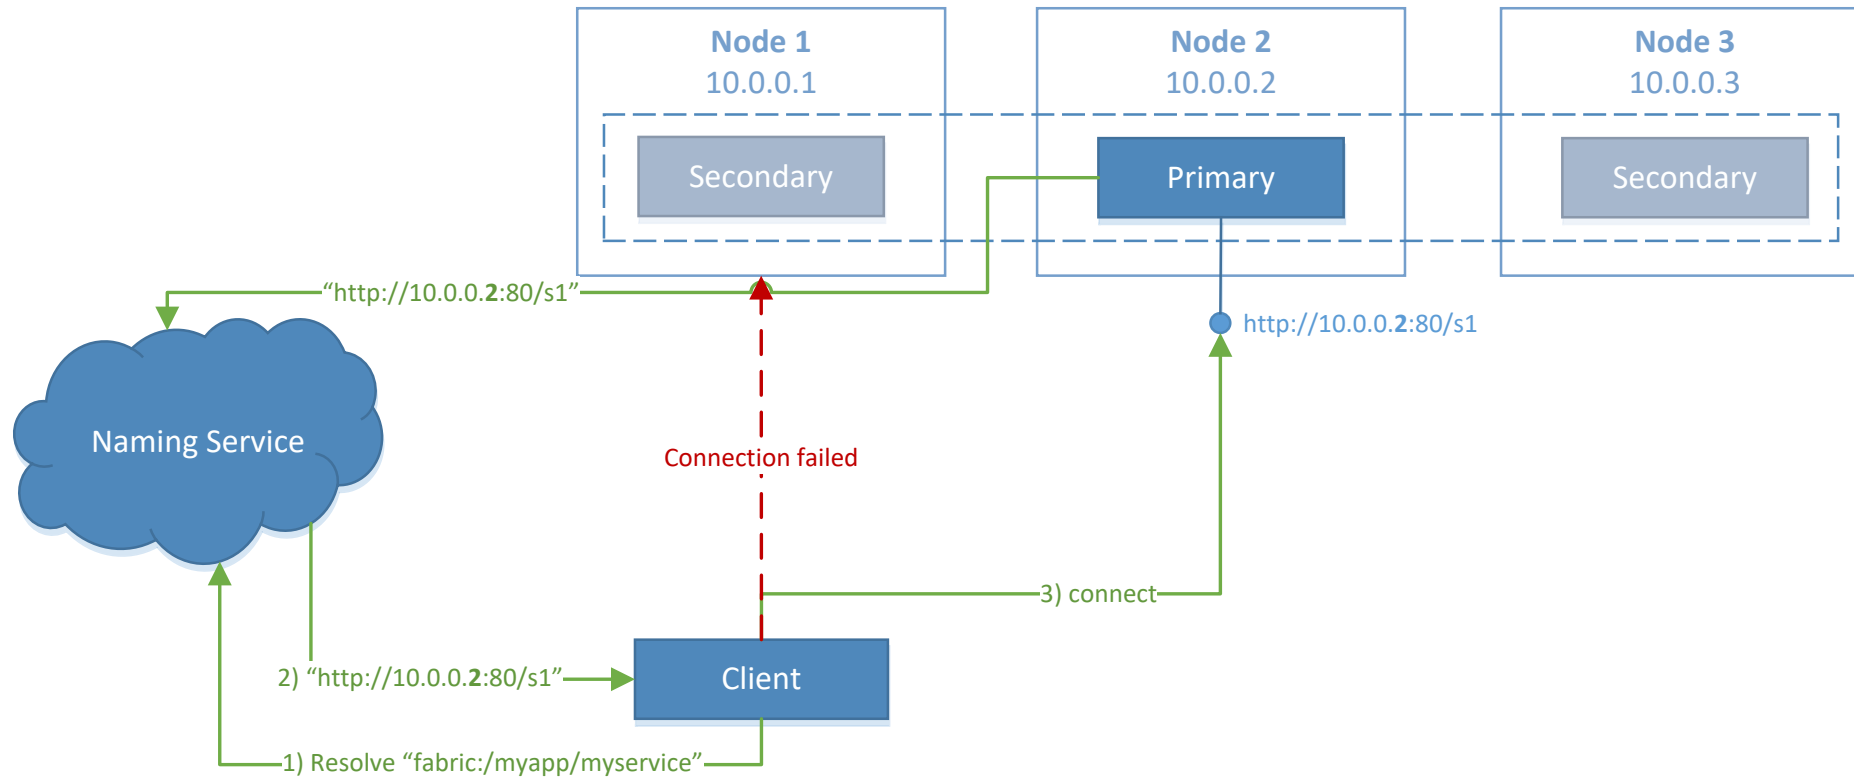 Node 1
10.0.0.1
Node 2
10.0.0.2
Node 3
10.0.0.3
Secondary
Primary
Secondary
“http://10.0.0.2:80/s1”
http://10.0.0.2:80/s1
Naming Service
Connection failed
3) connect
2) “http://10.0.0.2:80/s1”
Client
1) Resolve “fabric:/myapp/myservice”